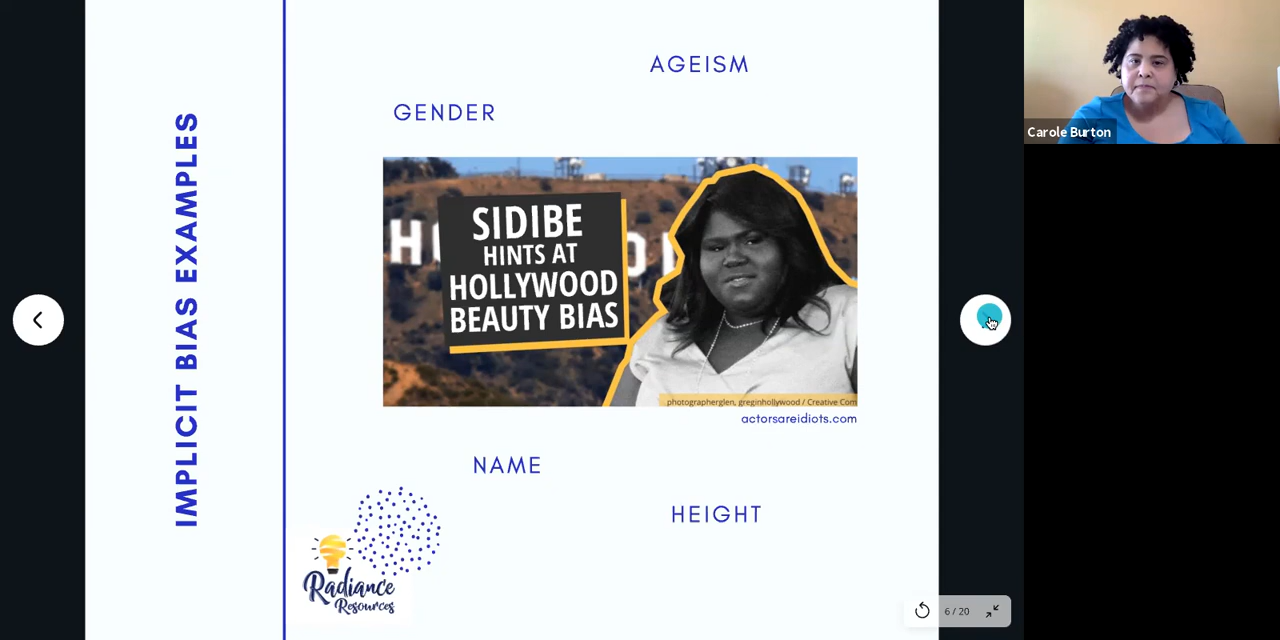 IMPLICIT BIAS EXAMPLES
AGEISM
GENDER
HO
SIDIBE
HINTS AT
HOLLYWOOD
BEAUTY BIAS
photographerglen, greginhollywood / Creative Com
actorsareidiots.com
NAME
HEIGHT
Radiance
Resources
6 / 20
Carole Burton